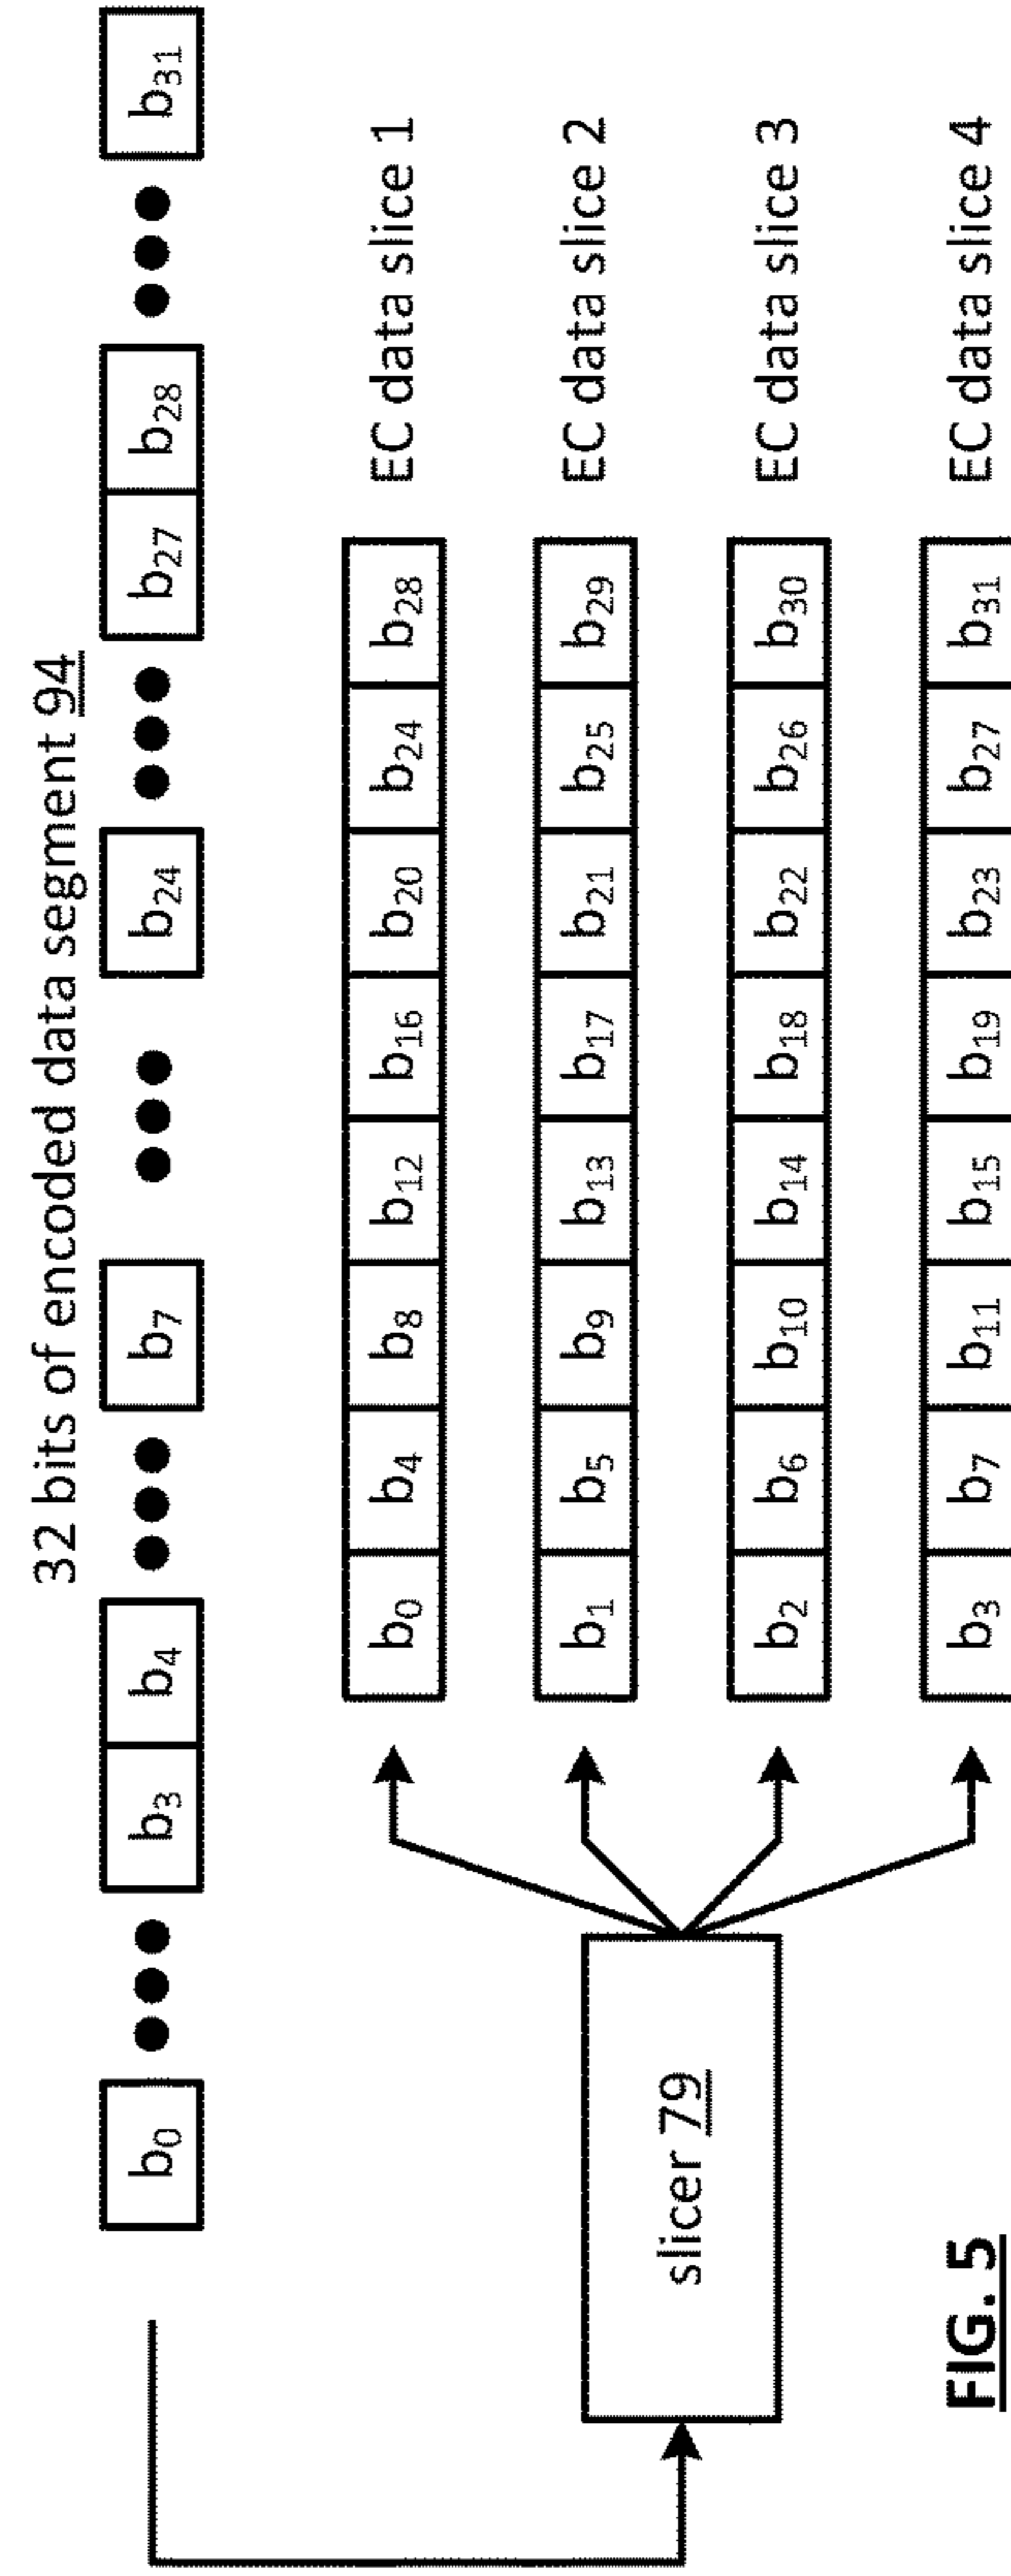 32 bits of encoded data segment 94
b0 ●●● b3 b4 ●●● b7 ●●● b24 ●●● b27 b28 ●●● b31
b0 b4 b8 b12 b16 b20 b24 b28 EC data slice 1
b1 b5 b9 b13 b17 b21 b25 b29 EC data slice 2
slicer 79
b2 b6 b10 b14 b18 b22 b26 b30 EC data slice 3
b3 b7 b11 b15 b19 b23 b27 b31 EC data slice 4
FIG. 5